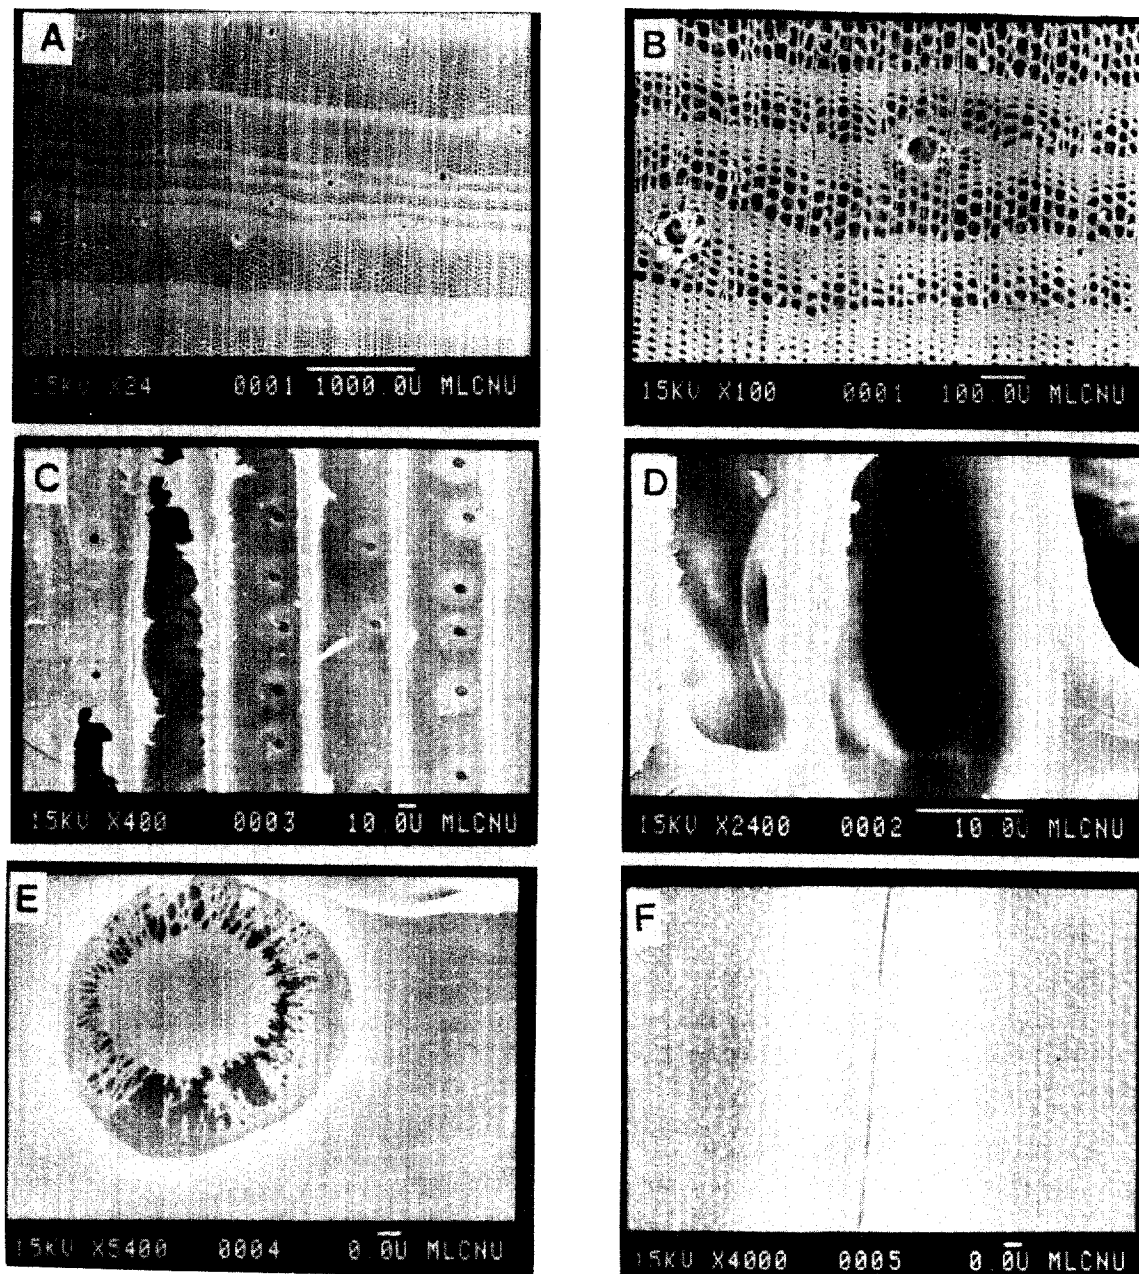 A
B
15KV X24 0001 1000.0U MLCNU
15KV X100 0001 100.0U MLCNU
C
D
15KV X400 0003 10.0U MLCNU
15KV X2400 0002 10.0U MLCNU
E
F
15KV X5400 0004 0.0U MLCNU
15KV X4000 0005 0.0U MLCNU